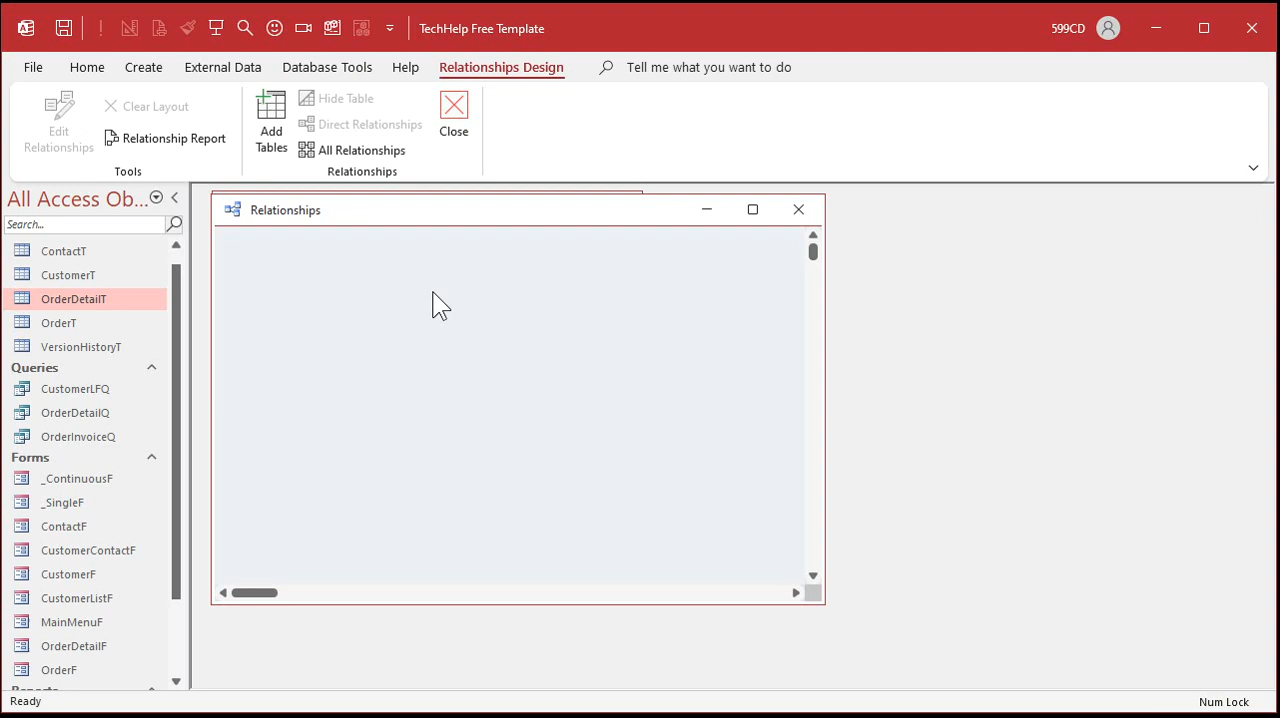 TechHelp Free Template
599CD
File Home Create External Data Database Tools Help Relationships Design Tell me what you want to do
Edit Relationships
Clear Layout
Relationship Report
Tools
Add Tables
Hide Table
Direct Relationships
All Relationships
Relationships
Close
All Access Ob...
Search...
ContactT
CustomerT
OrderDetailT
OrderT
VersionHistoryT
Queries
CustomerLFQ
OrderDetailQ
OrderInvoiceQ
Forms
_ContinuousF
_SingleF
ContactF
CustomerContactF
CustomerF
CustomerListF
MainMenuF
OrderDetailF
OrderF
Reports
Relationships
Ready
Num Lock